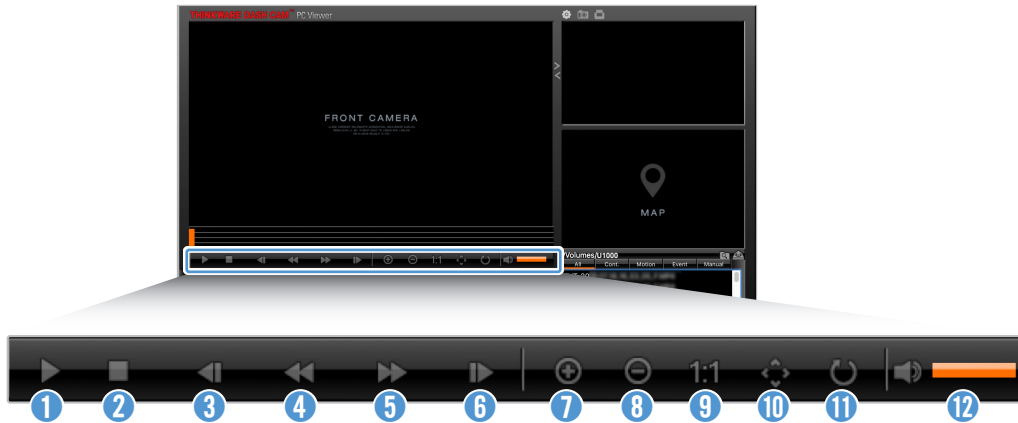 THINKWARE DASH CAM™ PC Viewer
FRONT CAMERA
MAP
/Volumes/U1000
All Cont. Motion Event Manual
1:1
1:1
1 2 3 4 5 6 7 8 9 10 11 12